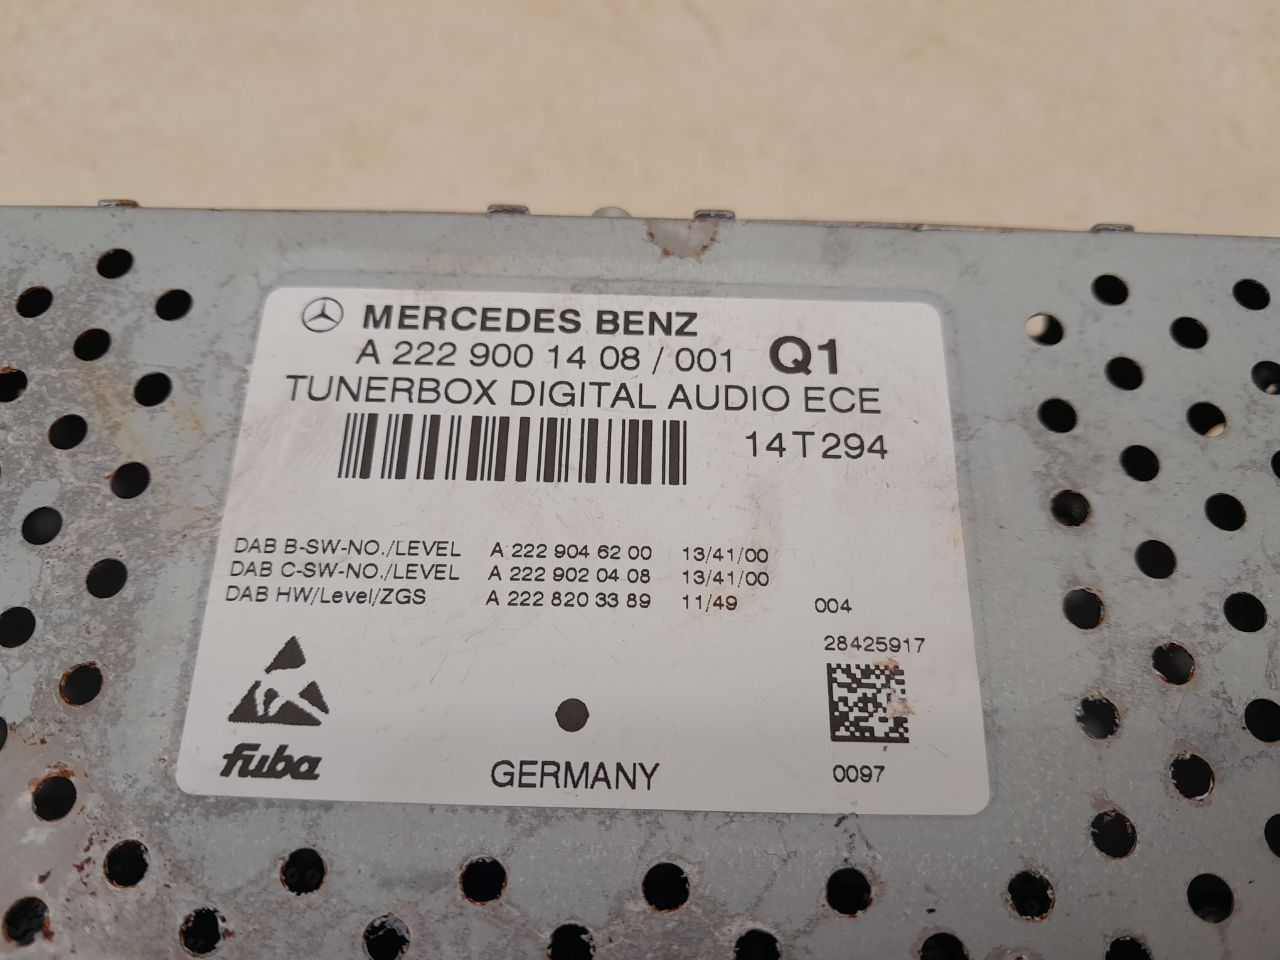 MERCEDES BENZ
A 222 900 14 08 / 001 Q1
TUNERBOX DIGITAL AUDIO ECE
14T294
DAB B-SW-NO./LEVEL A 222 904 62 00 13/41/00
DAB C-SW-NO./LEVEL A 222 902 04 08 13/41/00
DAB HW/Level/ZGS A 222 820 33 89 11/49 004
28425917
fuba
GERMANY
0097